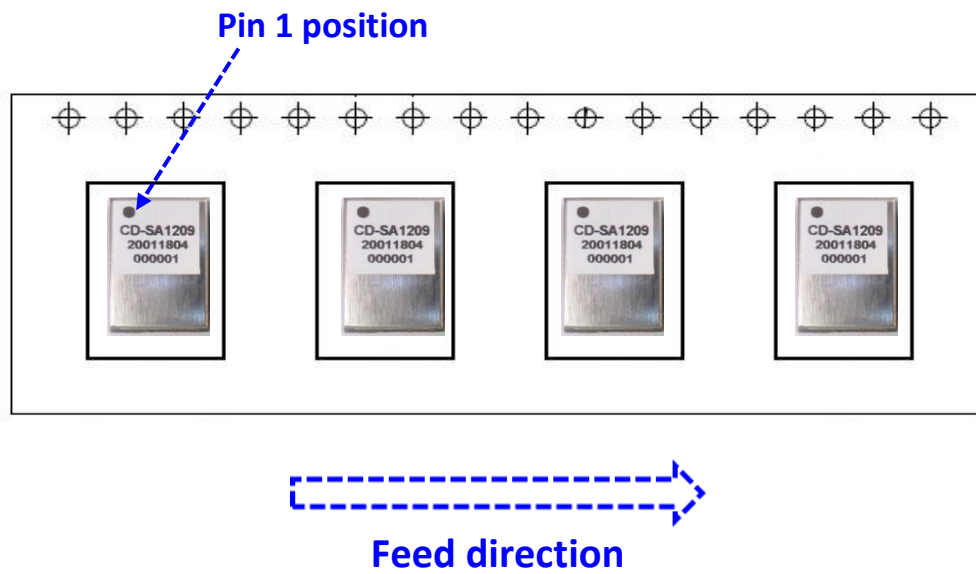 Pin 1 position
CD-SA1209
20011804
000001
CD-SA1209
20011804
000001
CD-SA1209
20011804
000001
CD-SA1209
20011804
000001
Feed direction